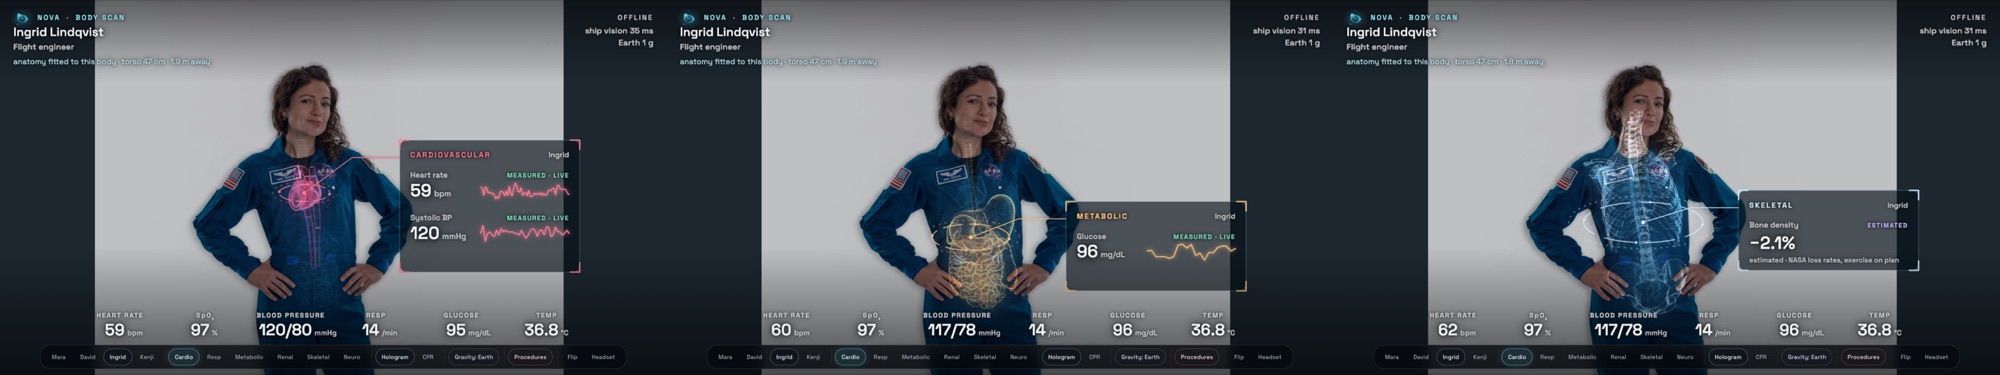 NOVA · BODY SCAN
Ingrid Lindqvist
Flight engineer
anatomy fitted to this body · torso 47 cm · 1.9 m away
OFFLINE
ship vision 35 ms
Earth 1 g
CARDIOVASCULAR Ingrid
Heart rate MEASURED · LIVE
59 bpm
Systolic BP MEASURED · LIVE
120 mmHg
HEART RATE SpO₂ BLOOD PRESSURE RESP GLUCOSE TEMP
59 bpm 97 % 120/80 mmHg 14 /min 95 mg/dL 36.8 °C
Mara David Ingrid Kenji Cardio Resp Metabolic Renal Skeletal Neuro Hologram CPR Gravity: Earth Procedures Flip Headset
NOVA · BODY SCAN
Ingrid Lindqvist
Flight engineer
anatomy fitted to this body · torso 47 cm · 1.9 m away
OFFLINE
ship vision 31 ms
Earth 1 g
METABOLIC Ingrid
Glucose MEASURED · LIVE
96 mg/dL
HEART RATE SpO₂ BLOOD PRESSURE RESP GLUCOSE TEMP
60 bpm 97 % 117/78 mmHg 14 /min 96 mg/dL 36.8 °C
Mara David Ingrid Kenji Cardio Resp Metabolic Renal Skeletal Neuro Hologram CPR Gravity: Earth Procedures Flip Headset
NOVA · BODY SCAN
Ingrid Lindqvist
Flight engineer
anatomy fitted to this body · torso 47 cm · 1.8 m away
OFFLINE
ship vision 31 ms
Earth 1 g
SKELETAL Ingrid
Bone density ESTIMATED
-2.1%
estimated · NASA loss rates, exercise on plan
HEART RATE SpO₂ BLOOD PRESSURE RESP GLUCOSE TEMP
62 bpm 97 % 117/78 mmHg 14 /min 96 mg/dL 36.8 °C
Mara David Ingrid Kenji Cardio Resp Metabolic Renal Skeletal Neuro Hologram CPR Gravity: Earth Procedures Flip Headset